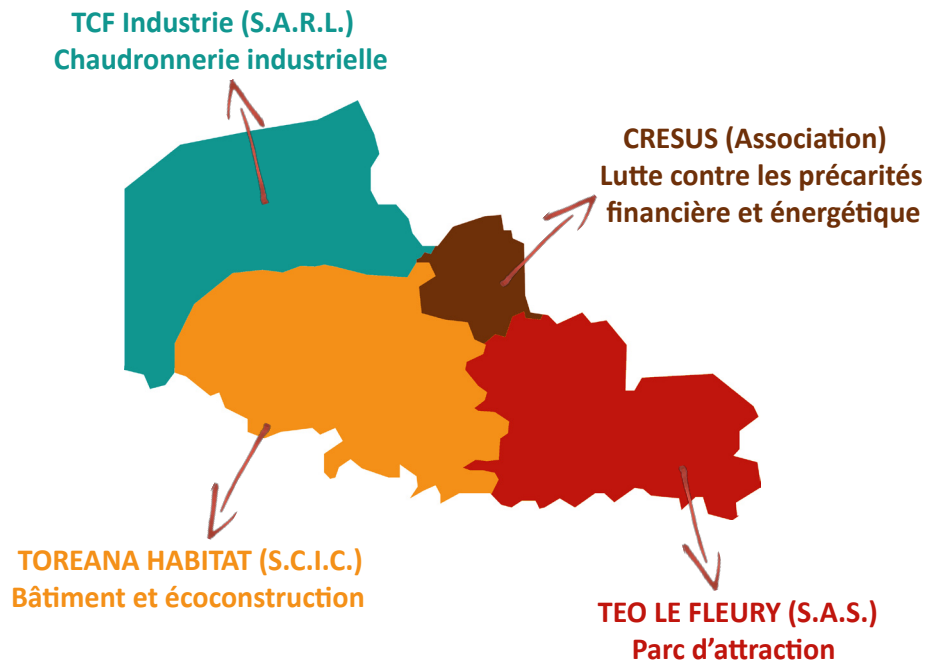 TCF Industrie (S.A.R.L.)
Chaudronnerie industrielle
CRESUS (Association)
Lutte contre les précarités
financière et énergétique
TOREANA HABITAT (S.C.I.C.)
Bâtiment et écoconstruction
TEO LE FLEURY (S.A.S.)
Parc d’attraction